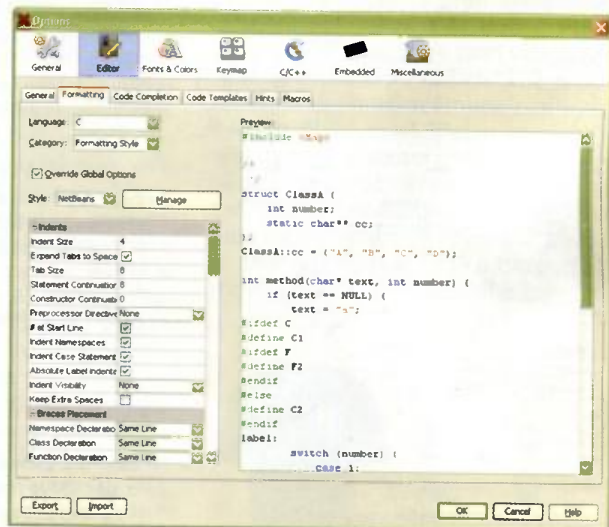 Options
General Editor Fonts & Colors Keymap C/C++ Embedded Miscellaneous
General Formatting Code Completion Code Templates Hints Macros
Language: C
Category: Formatting Style
Override Global Options
Style: NetBeans Manage
Indents
Indent Size 4
Expand Tabs to Space
Tab Size 8
Statement Continuation 8
Constructor Continuatio 0
Preprocessor Directive None
# at Start Line
Indent Namespaces
Indent Case Statement
Absolute Label Indente
Indent Visibility None
Keep Extra Spaces
Braces Placement
Namespace Declaratio Same Line
Class Declaration Same Line
Function Declaration Same Line
Preview:
#include
struct ClassA {
int number;
static char** cc;
};
ClassA::cc = {"A", "B", "C", "D"};
int method(char* text, int number) {
if (text == NULL) {
text = "a";
#ifdef C
#define C1
#ifdef F
#define F2
#endif
#else
#define C2
#endif
label:
switch (number) {
case 1:
Export Import OK Cancel Help